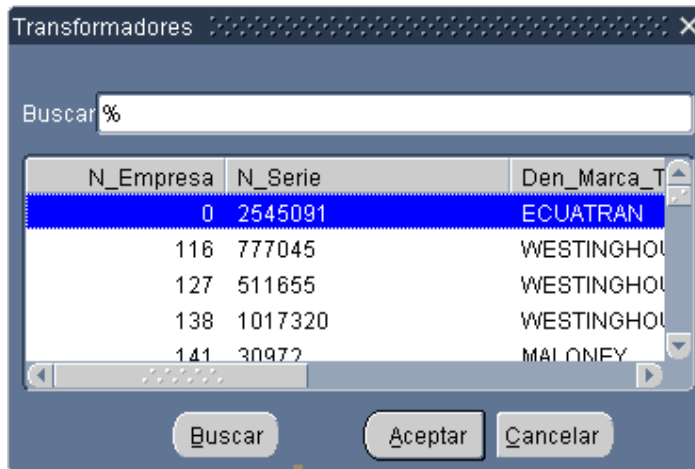 Transformadores
Buscar %
N_Empresa N_Serie Den_Marca_T
0 2545091 ECUATRAN
116 777045 WESTINGHOU
127 511655 WESTINGHOU
138 1017320 WESTINGHOU
141 30972 MALONEY
Buscar Aceptar Cancelar